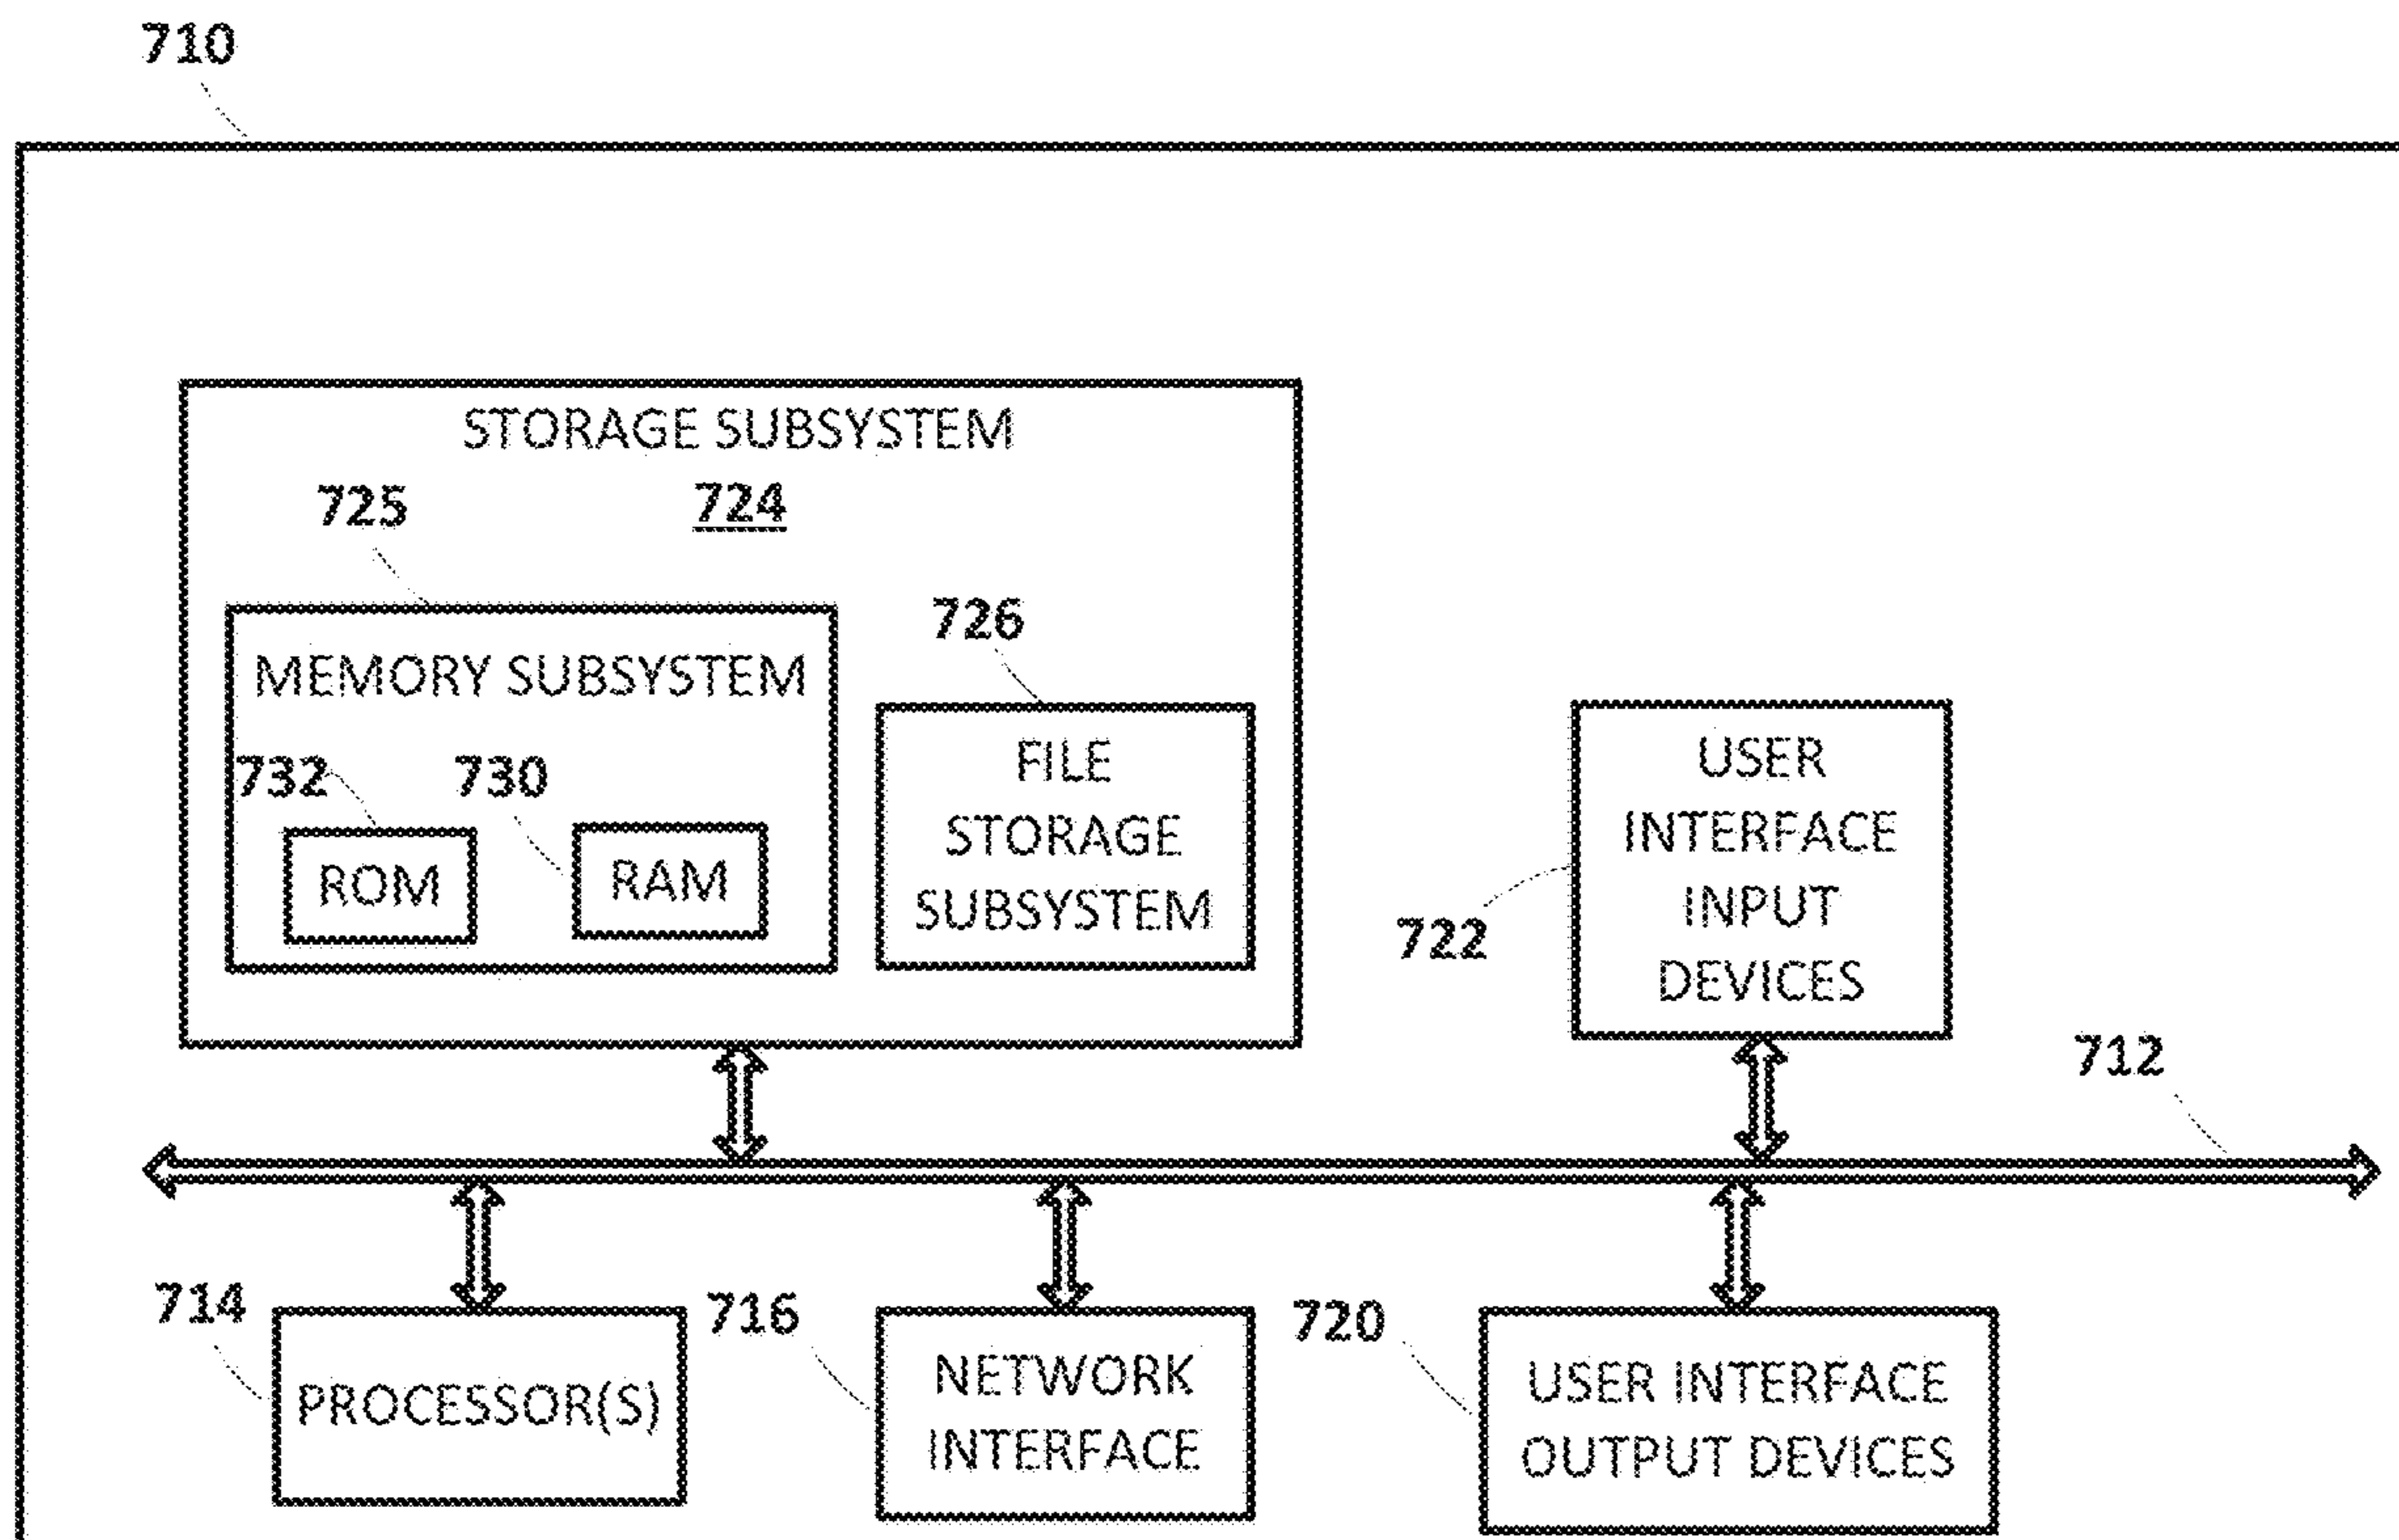 710
STORAGE SUBSYSTEM
725
724
726
MEMORY SUBSYSTEM
732
730
ROM
RAM
FILE
STORAGE
SUBSYSTEM
USER
INTERFACE
INPUT
DEVICES
722
712
714
716
720
PROCESSOR(S)
NETWORK
INTERFACE
USER INTERFACE
OUTPUT DEVICES